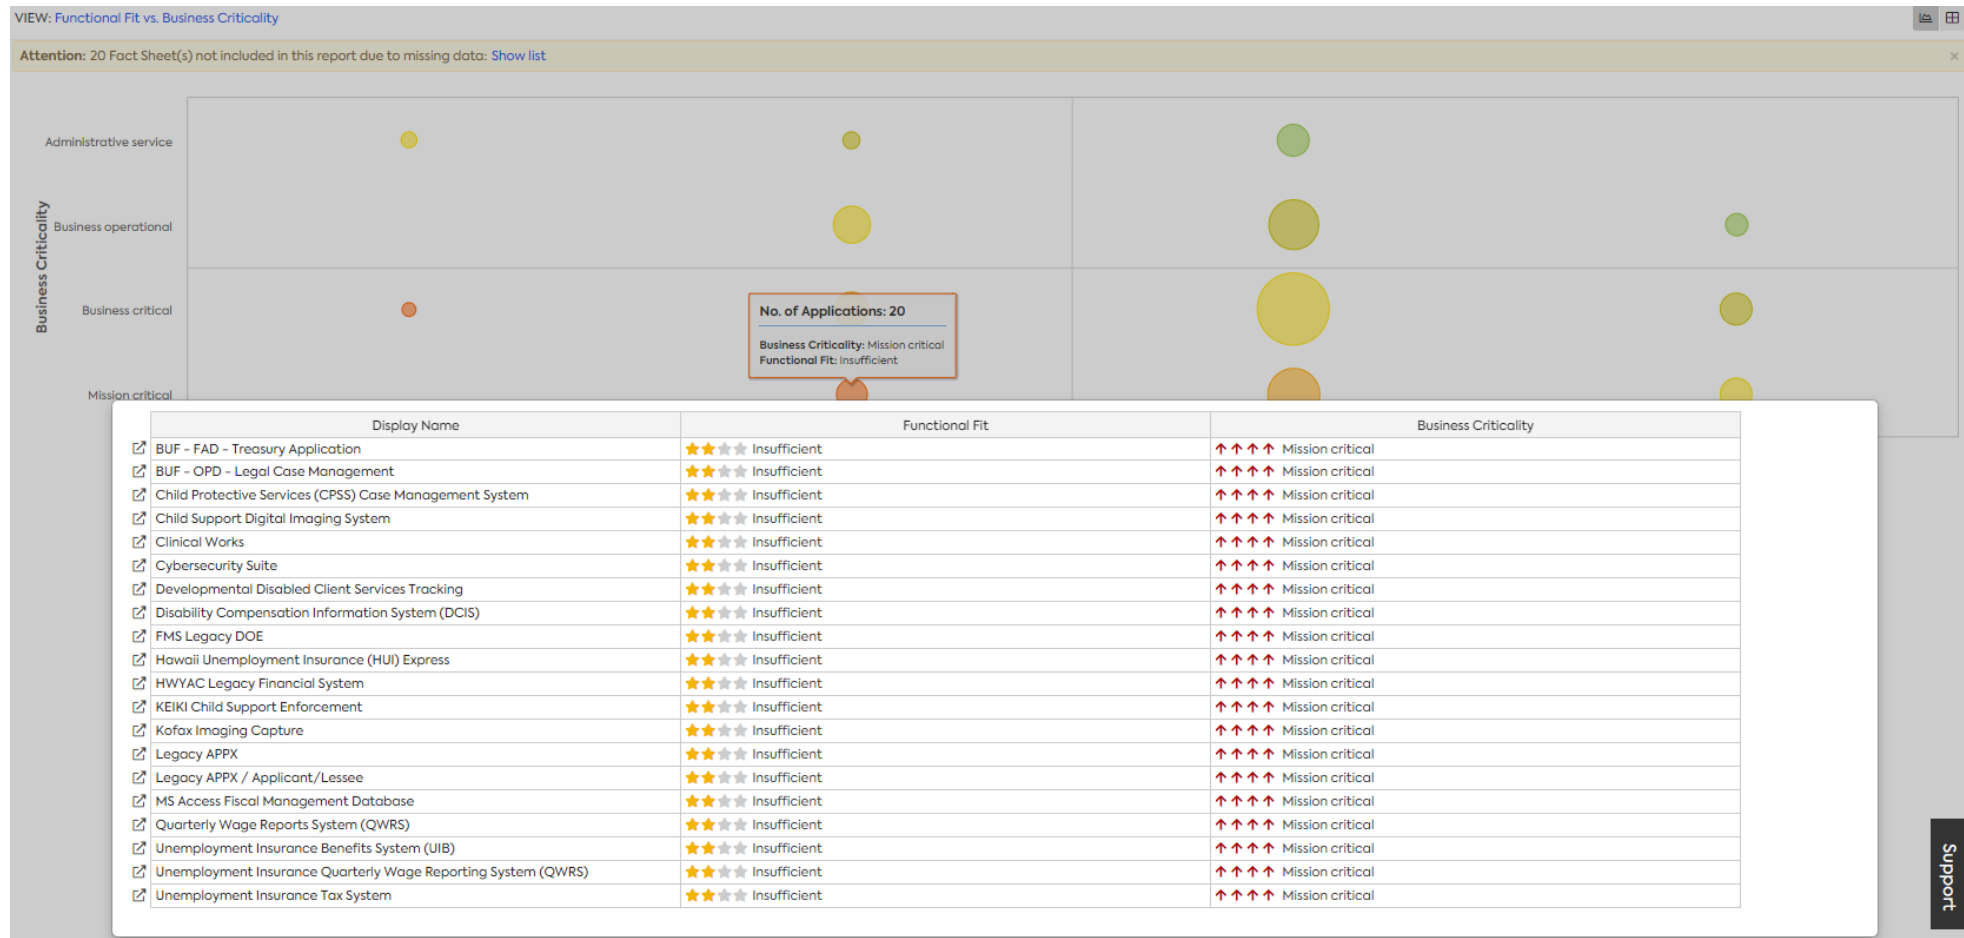 VIEW: Functional Fit vs. Business Criticality
Attention: 20 Fact Sheet(s) not included in this report due to missing data: Show list
×
Business Criticality
Administrative service
Business operational
Business critical
Mission critical
No. of Applications: 20
Business Criticality: Mission critical
Functional Fit: Insufficient
Display Name Functional Fit Business Criticality
BUF - FAD - Treasury Application Insufficient Mission critical
BUF - OPD - Legal Case Management Insufficient Mission critical
Child Protective Services (CPSS) Case Management System Insufficient Mission critical
Child Support Digital Imaging System Insufficient Mission critical
Clinical Works Insufficient Mission critical
Cybersecurity Suite Insufficient Mission critical
Developmental Disabled Client Services Tracking Insufficient Mission critical
Disability Compensation Information System (DCIS) Insufficient Mission critical
FMS Legacy DOE Insufficient Mission critical
Hawaii Unemployment Insurance (HUI) Express Insufficient Mission critical
HWYAC Legacy Financial System Insufficient Mission critical
KEIKI Child Support Enforcement Insufficient Mission critical
Kofax Imaging Capture Insufficient Mission critical
Legacy APPX Insufficient Mission critical
Legacy APPX / Applicant/Lessee Insufficient Mission critical
MS Access Fiscal Management Database Insufficient Mission critical
Quarterly Wage Reports System (QWRS) Insufficient Mission critical
Unemployment Insurance Benefits System (UIB) Insufficient Mission critical
Unemployment Insurance Quarterly Wage Reporting System (QWRS) Insufficient Mission critical
Unemployment Insurance Tax System Insufficient Mission critical
Support